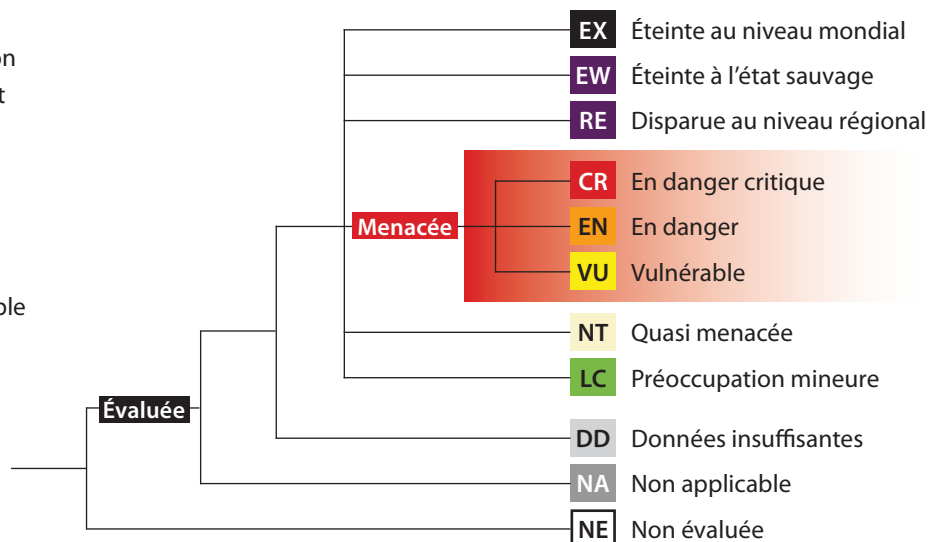 EX Éteinte au niveau mondial
on
EW Éteinte à l'état sauvage
t
RE Disparue au niveau régional
CR En danger critique
Menacée
EN En danger
VU Vulnérable
ple
NT Quasi menacée
LC Préoccupation mineure
Évaluée
DD Données insuffisantes
NA Non applicable
NE Non évaluée